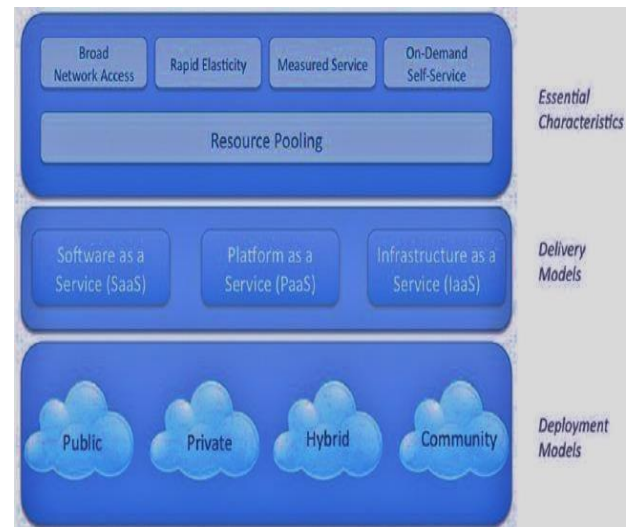 Broad
Network Access
Rapid Elasticity
Measured Service
On-Demand
Self-Service
Resource Pooling
Essential
Characteristics
Software as a
Service (SaaS)
Platform as a
Service (PaaS)
Infrastructure as a
Service (IaaS)
Delivery
Models
Public
Private
Hybrid
Community
Deployment
Models